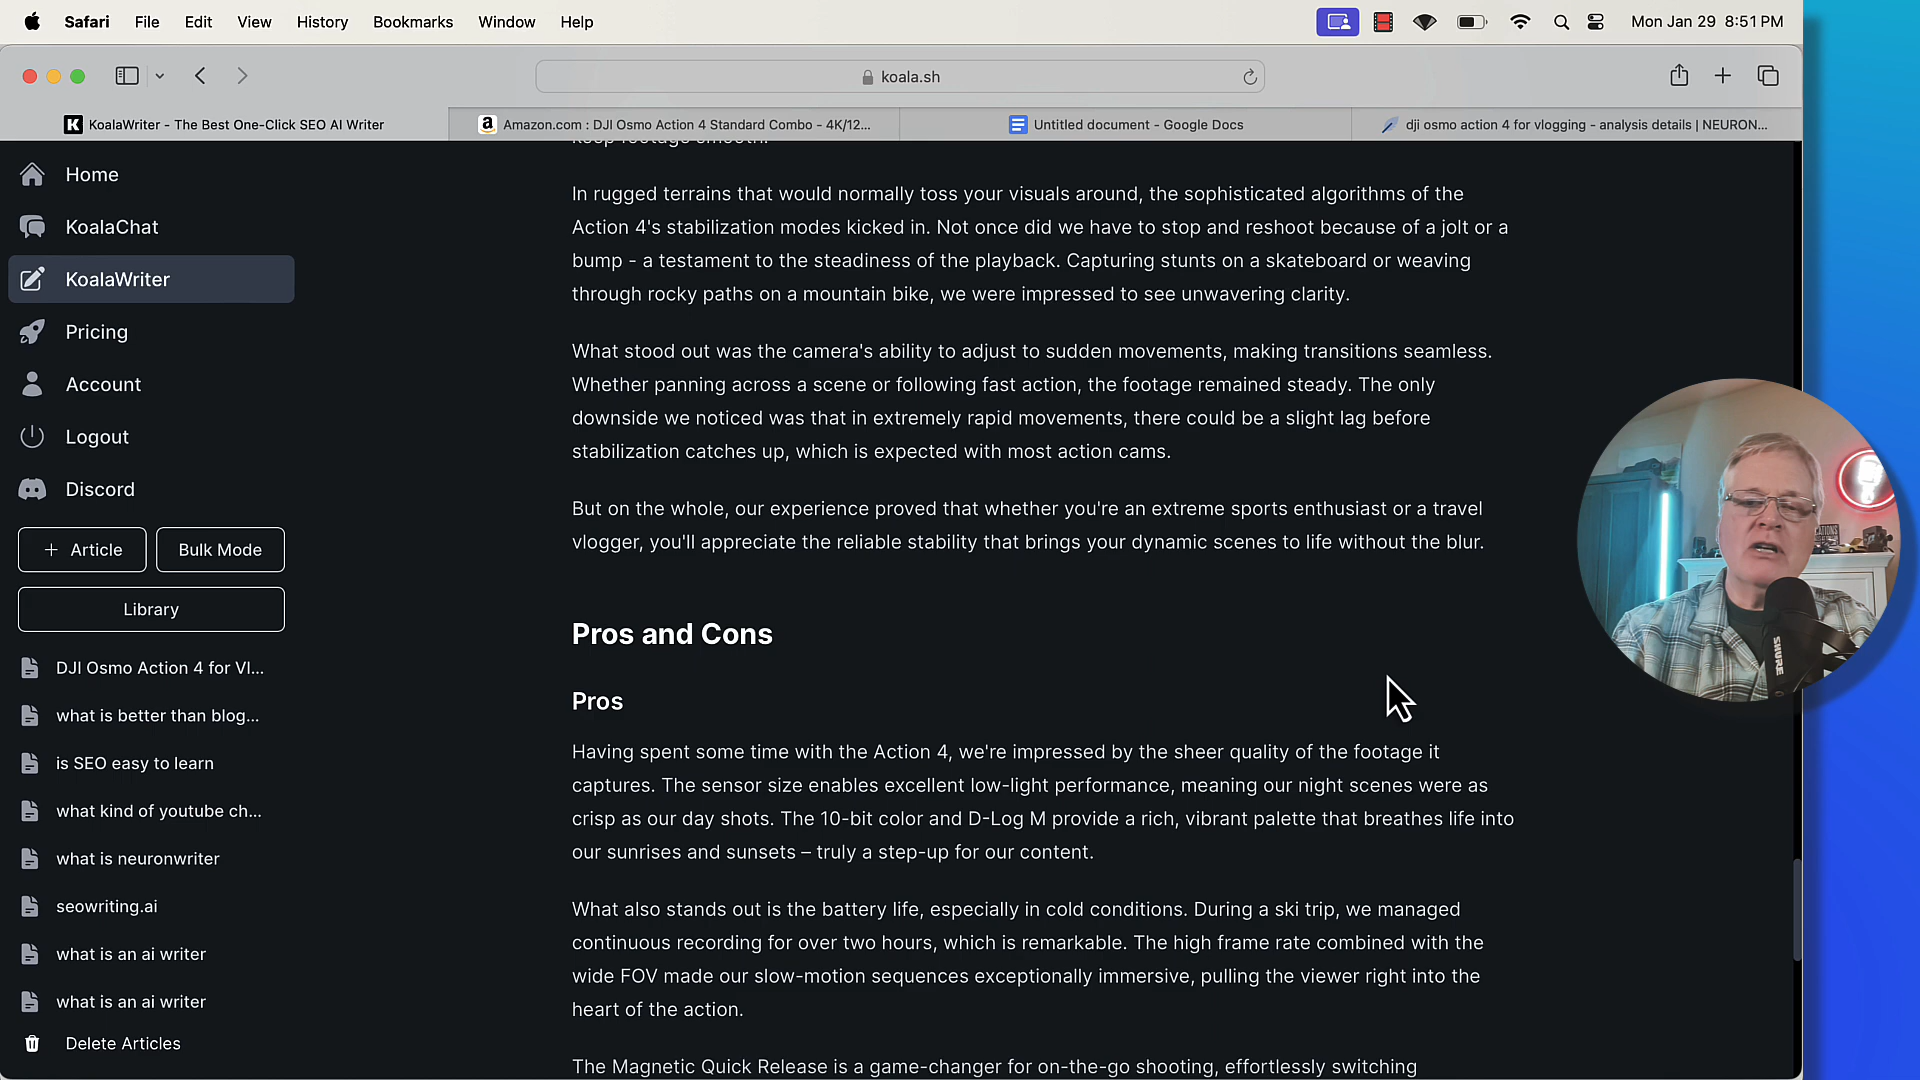 Safari File Edit View History Bookmarks Window Help Mon Jan 29 8:51 PM
koala.sh
KoalaWriter - The Best One-Click SEO AI Writer
Amazon.com : DJI Osmo Action 4 Standard Combo - 4K/12...
Untitled document - Google Docs
dji osmo action 4 for vlogging - analysis details | NEURON...
Home
KoalaChat
KoalaWriter
Pricing
Account
Logout
Discord
+ Article
Bulk Mode
Library
DJI Osmo Action 4 for Vl...
what is better than blog...
is SEO easy to learn
what kind of youtube ch...
what is neuronwriter
seowriting.ai
what is an ai writer
what is an ai writer
Delete Articles
keep footage smooth.
In rugged terrains that would normally toss your visuals around, the sophisticated algorithms of the
Action 4's stabilization modes kicked in. Not once did we have to stop and reshoot because of a jolt or a
bump - a testament to the steadiness of the playback. Capturing stunts on a skateboard or weaving
through rocky paths on a mountain bike, we were impressed to see unwavering clarity.
What stood out was the camera's ability to adjust to sudden movements, making transitions seamless.
Whether panning across a scene or following fast action, the footage remained steady. The only
downside we noticed was that in extremely rapid movements, there could be a slight lag before
stabilization catches up, which is expected with most action cams.
But on the whole, our experience proved that whether you're an extreme sports enthusiast or a travel
vlogger, you'll appreciate the reliable stability that brings your dynamic scenes to life without the blur.
Pros and Cons
Pros
Having spent some time with the Action 4, we're impressed by the sheer quality of the footage it
captures. The sensor size enables excellent low-light performance, meaning our night scenes were as
crisp as our day shots. The 10-bit color and D-Log M provide a rich, vibrant palette that breathes life into
our sunrises and sunsets – truly a step-up for our content.
What also stands out is the battery life, especially in cold conditions. During a ski trip, we managed
continuous recording for over two hours, which is remarkable. The high frame rate combined with the
wide FOV made our slow-motion sequences exceptionally immersive, pulling the viewer right into the
heart of the action.
The Magnetic Quick Release is a game-changer for on-the-go shooting, effortlessly switching
SHURE